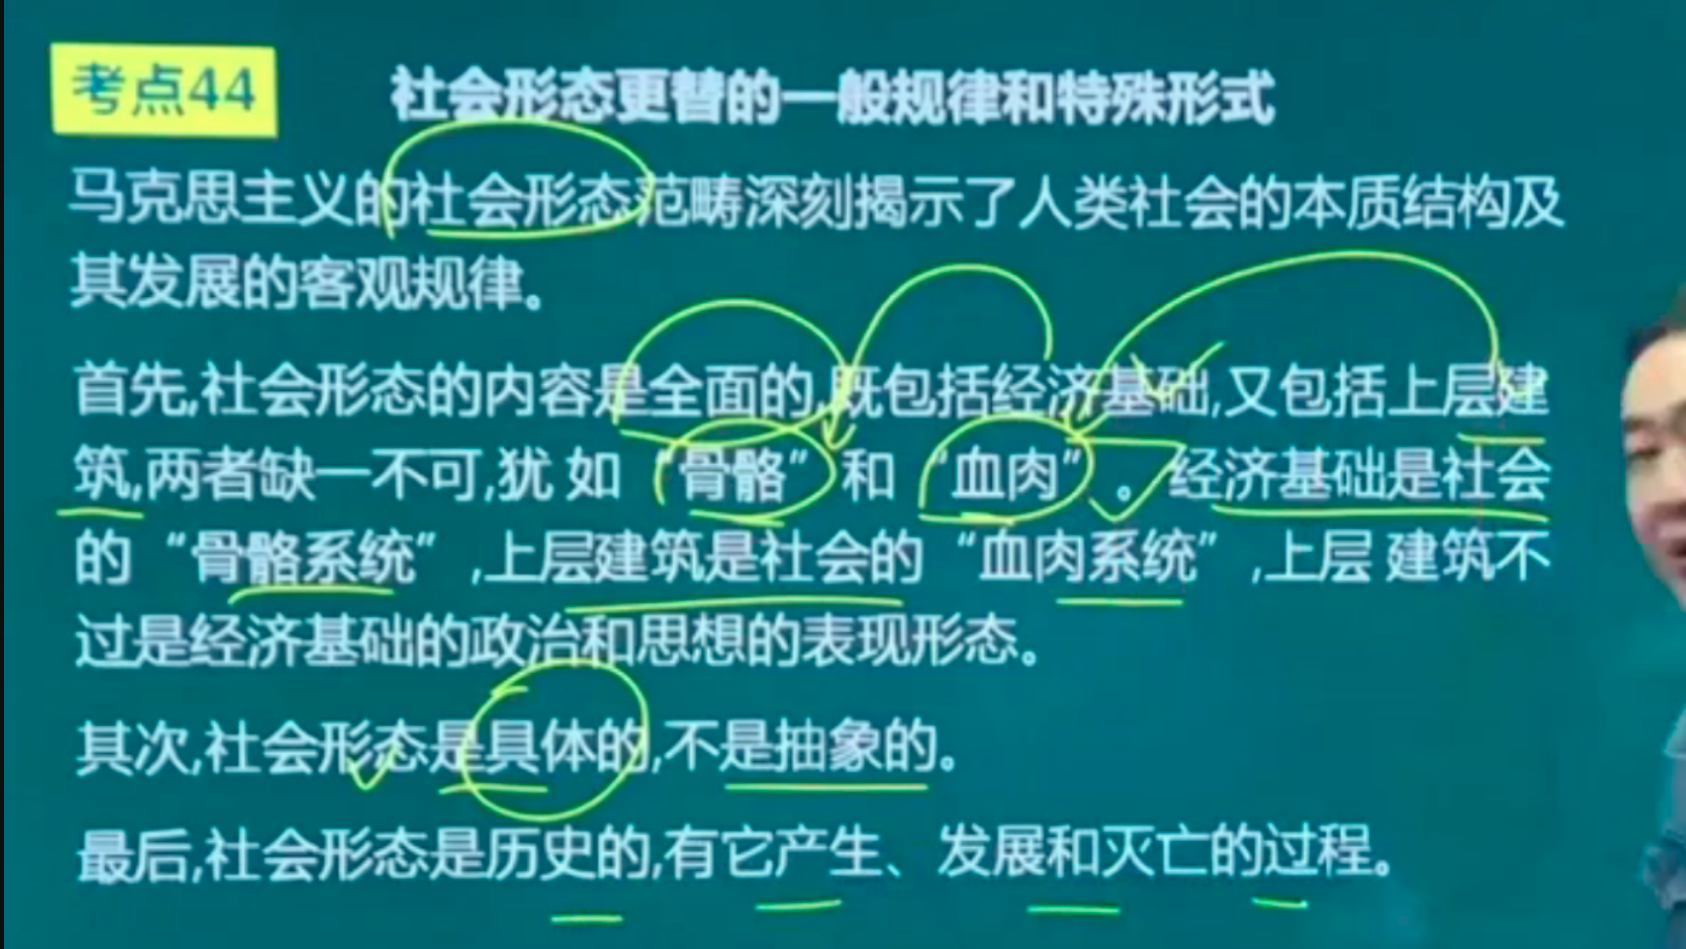 考点44
社会形态更替的一般规律和特殊形式
马克思主义的社会形态范畴深刻揭示了人类社会的本质结构及
其发展的客观规律。
首先,社会形态的内容是全面的,既包括经济基础,又包括上层建
筑,两者缺一不可,犹如“骨骼”和“血肉”。经济基础是社会
的“骨骼系统”,上层建筑是社会的“血肉系统”,上层建筑不
过是经济基础的政治和思想的表现形态。
其次,社会形态是具体的,不是抽象的。
最后,社会形态是历史的,有它产生、发展和灭亡的过程。